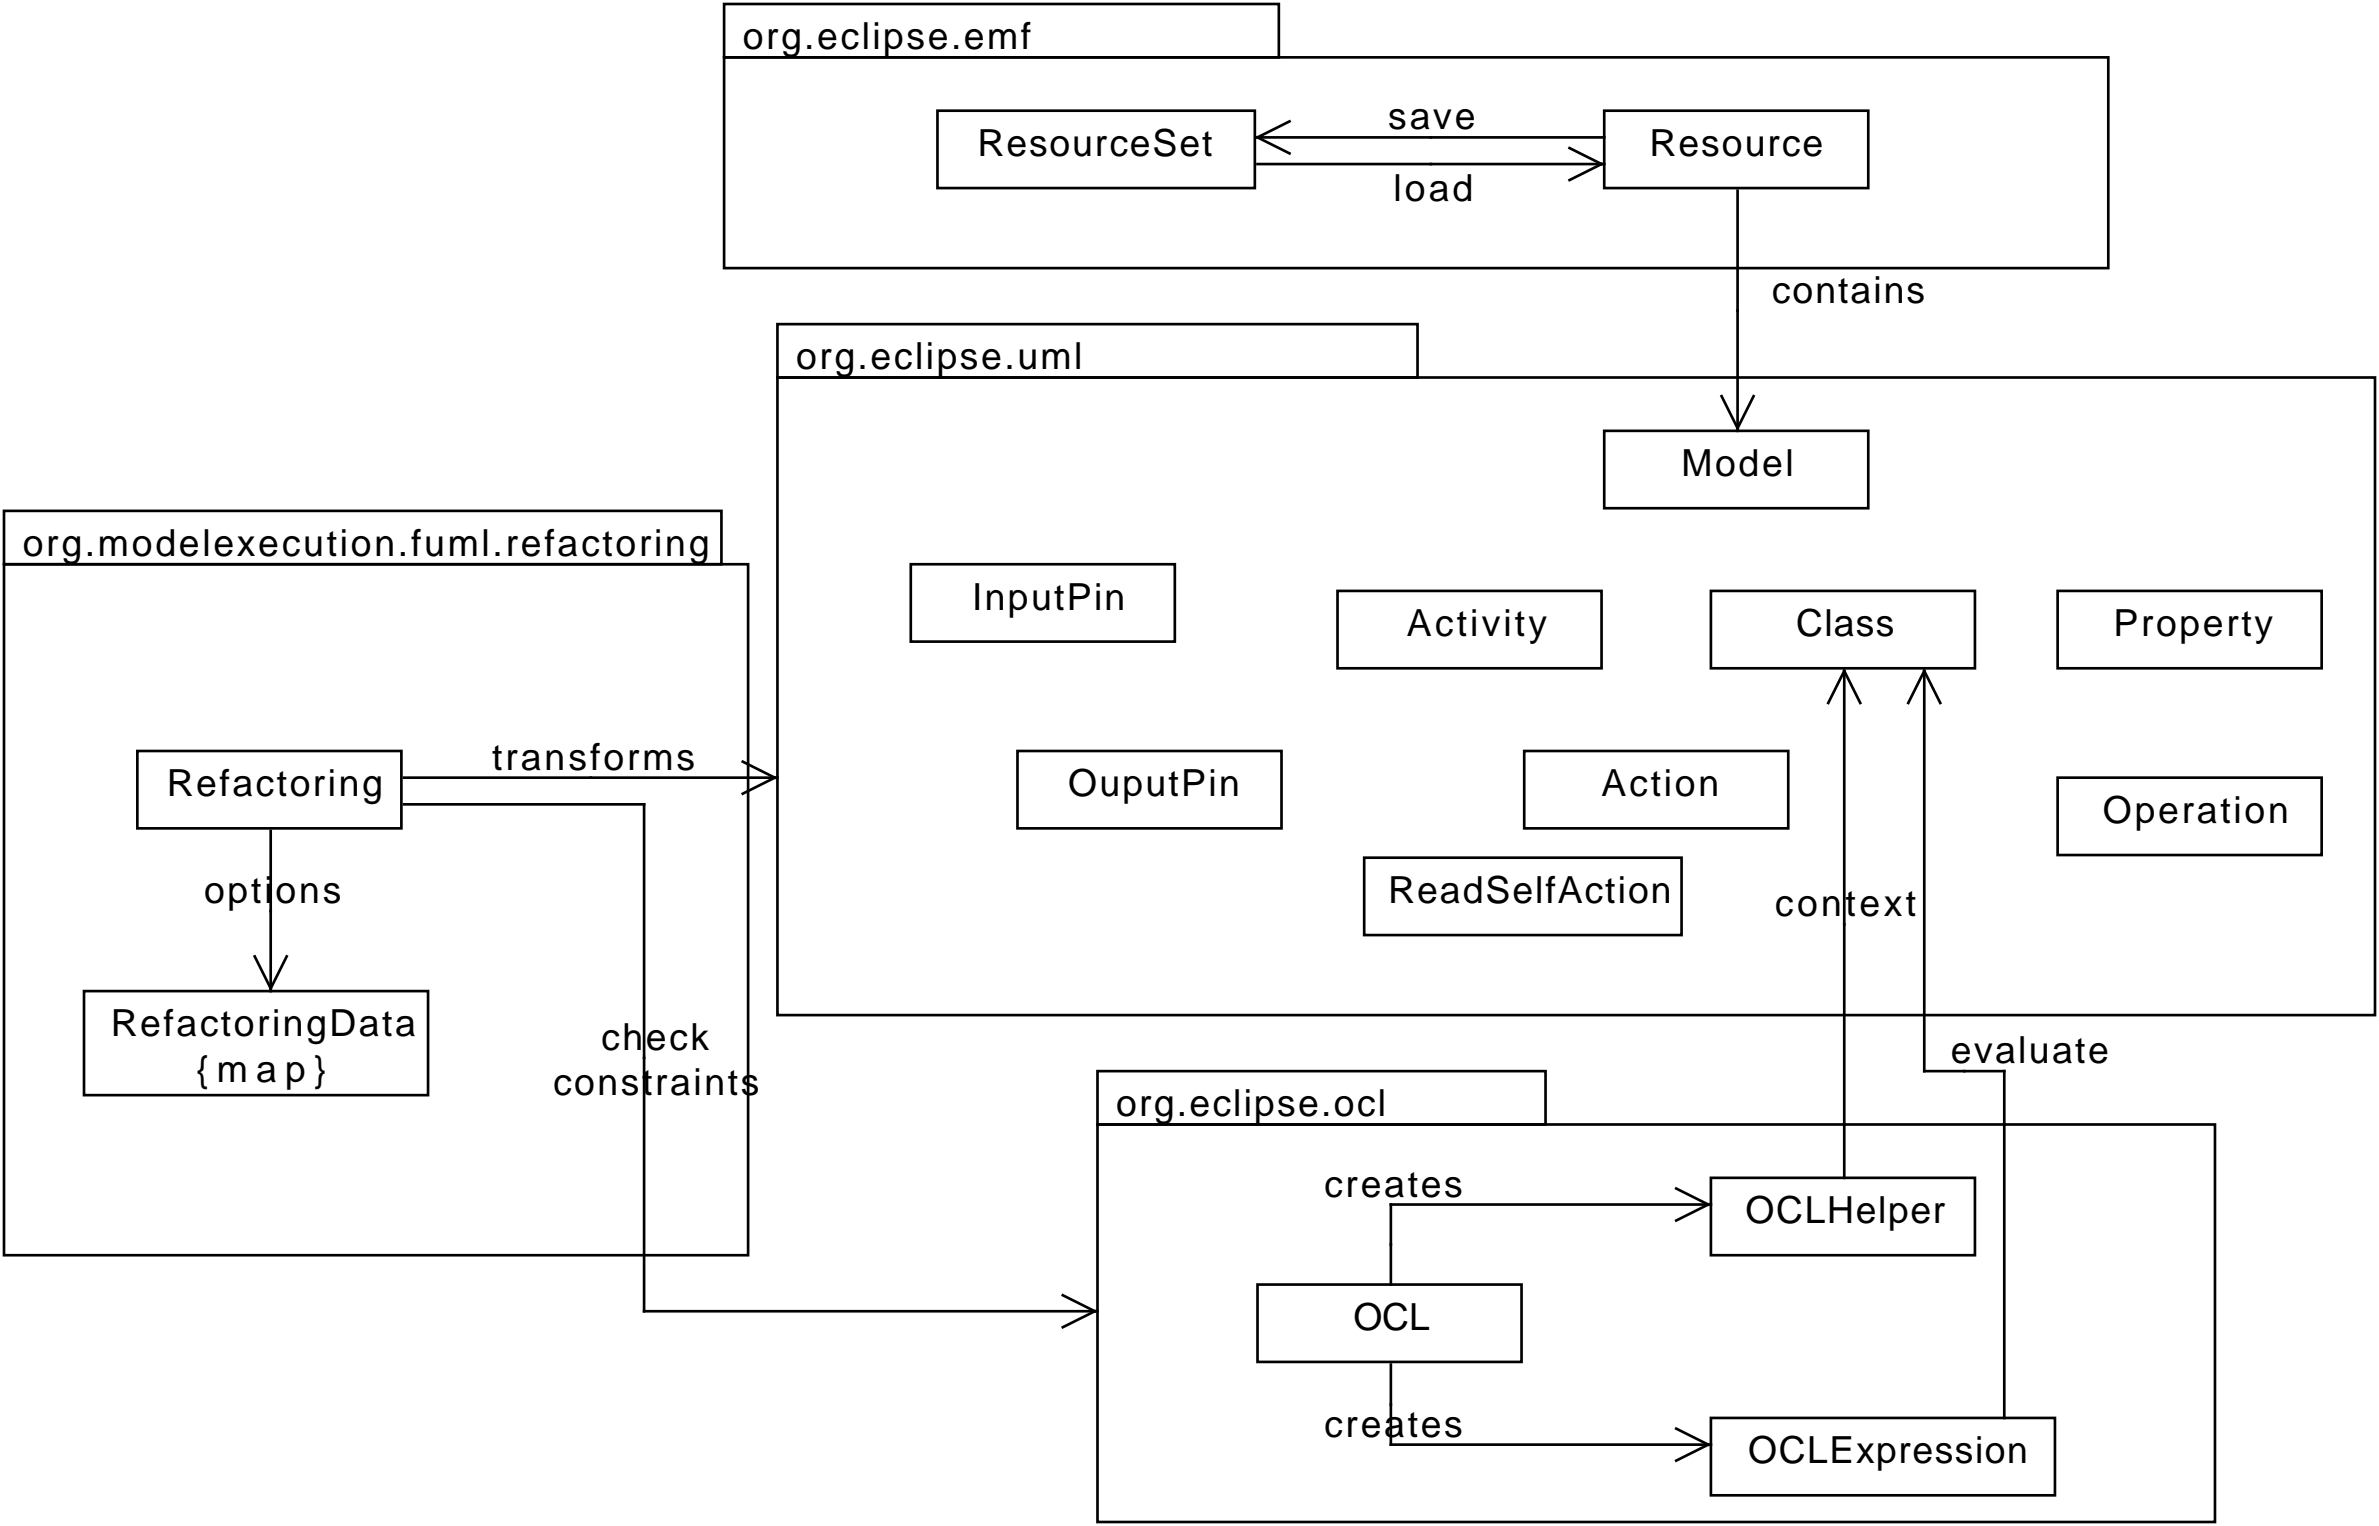 org.eclipse.emf
ResourceSet
save
load
Resource
contains
org.eclipse.uml
Model
org.modelexecution.fuml.refactoring
InputPin
Activity
Class
Property
Refactoring
transforms
OuputPin
Action
Operation
options
ReadSelfAction
context
RefactoringData
{map}
check
constraints
evaluate
org.eclipse.ocl
creates
OCLHelper
OCL
creates
OCLExpression